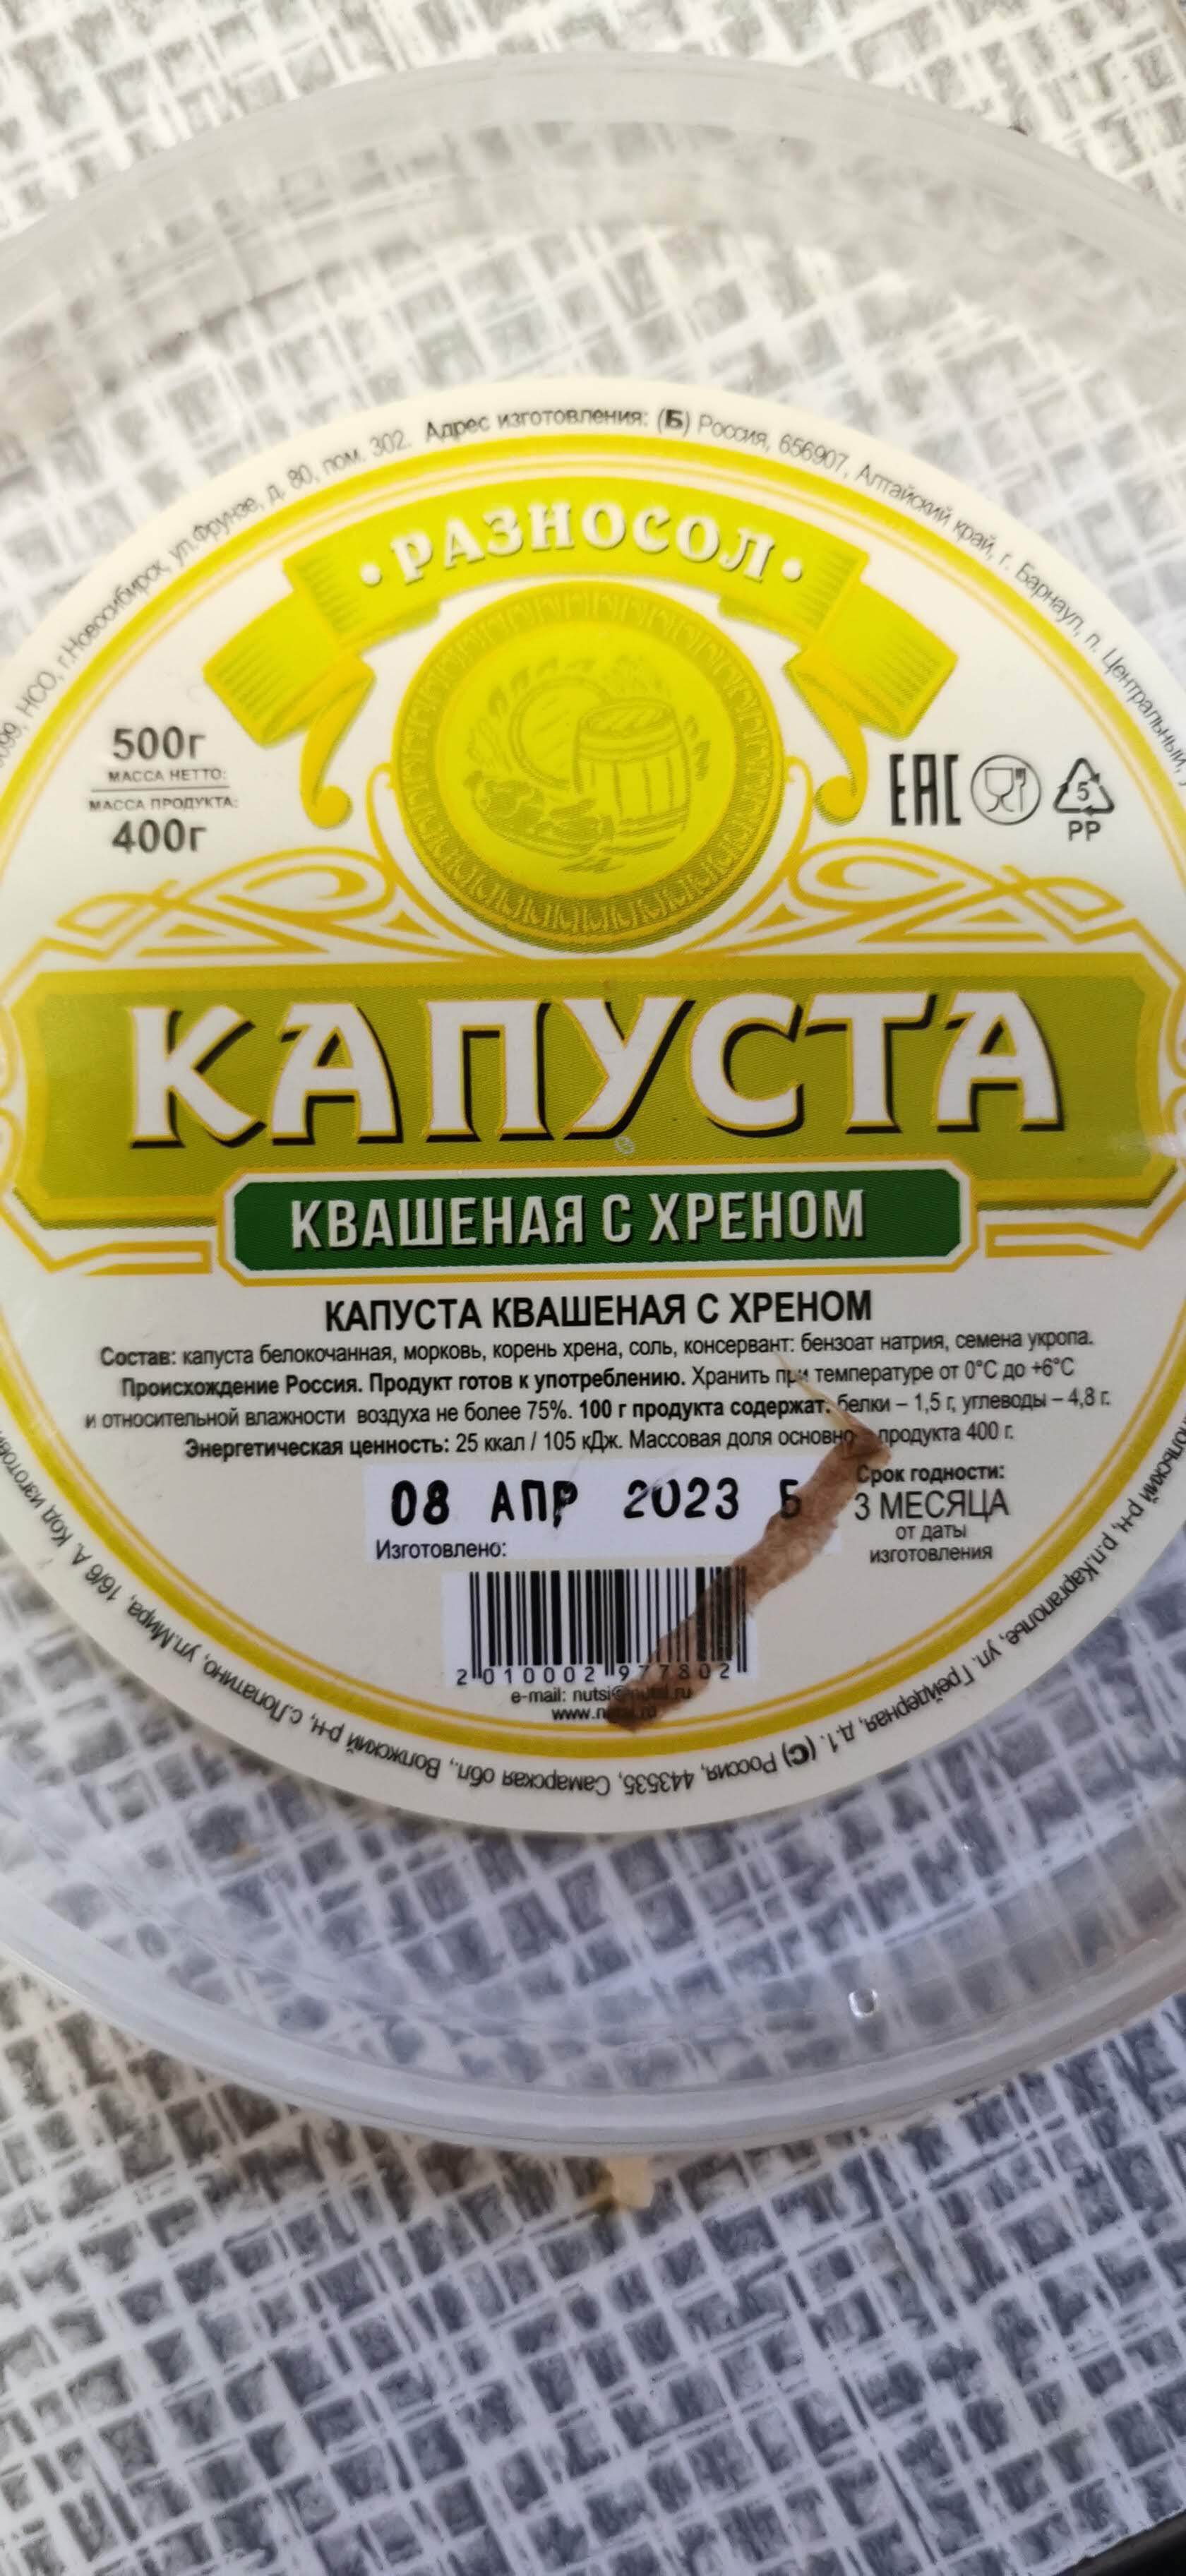 НСО, г.Новосибирск, ул.Фрунзе, д. 80, пом. 302. Адрес изготовления: (Б) Россия, 656907, Алтайский край, г. Барнаул, п. Центральный,
• РАЗНОСОЛ •
500г
МАССА НЕТТО:
МАССА ПРОДУКТА:
400г
EAC
5
PP
КАПУСТА
КВАШЕНАЯ С ХРЕНОМ
КАПУСТА КВАШЕНАЯ С ХРЕНОМ
Состав: капуста белокочанная, морковь, корень хрена, соль, консервант: бензоат натрия, семена укропа.
Происхождение Россия. Продукт готов к употреблению. Хранить при температуре от 0°С до +6°С
и относительной влажности воздуха не более 75%. 100 г продукта содержат: белки – 1,5 г, углеводы – 4,8 г.
Энергетическая ценность: 25 ккал / 105 кДж. Массовая доля продукта 400 г.
08 АПР 2023 Б
Изготовлено:
Срок годности:
3 МЕСЯЦА
от даты
изготовления
2 010002 977802
e-mail:
р-н, р.п.Каргаполье, ул. Грейдерная, д.1. (С) Россия, 443535, Самарская обл., Волжский р-н, с.Лопатино, ул.Мира, 16/6 А. Код